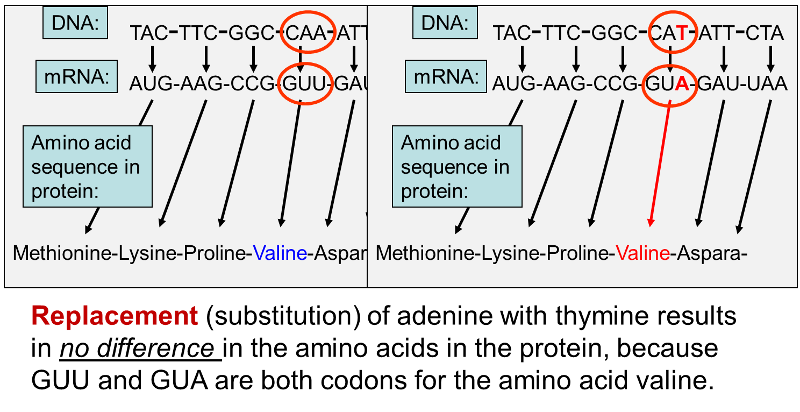 DNA:
TAC-TTC-GGC-CAA-ATT
mRNA:
AUG-AAG-CCG-GUU-GAU
Amino acid
sequence in
protein:
Methionine-Lysine-Proline-Valine-Aspar
DNA:
TAC-TTC-GGC-CAT-ATT-CTA
mRNA:
AUG-AAG-CCG-GUA-GAU-UAA
Amino acid
sequence in
protein:
Methionine-Lysine-Proline-Valine-Aspara-
Replacement (substitution) of adenine with thymine results
in no difference in the amino acids in the protein, because
GUU and GUA are both codons for the amino acid valine.